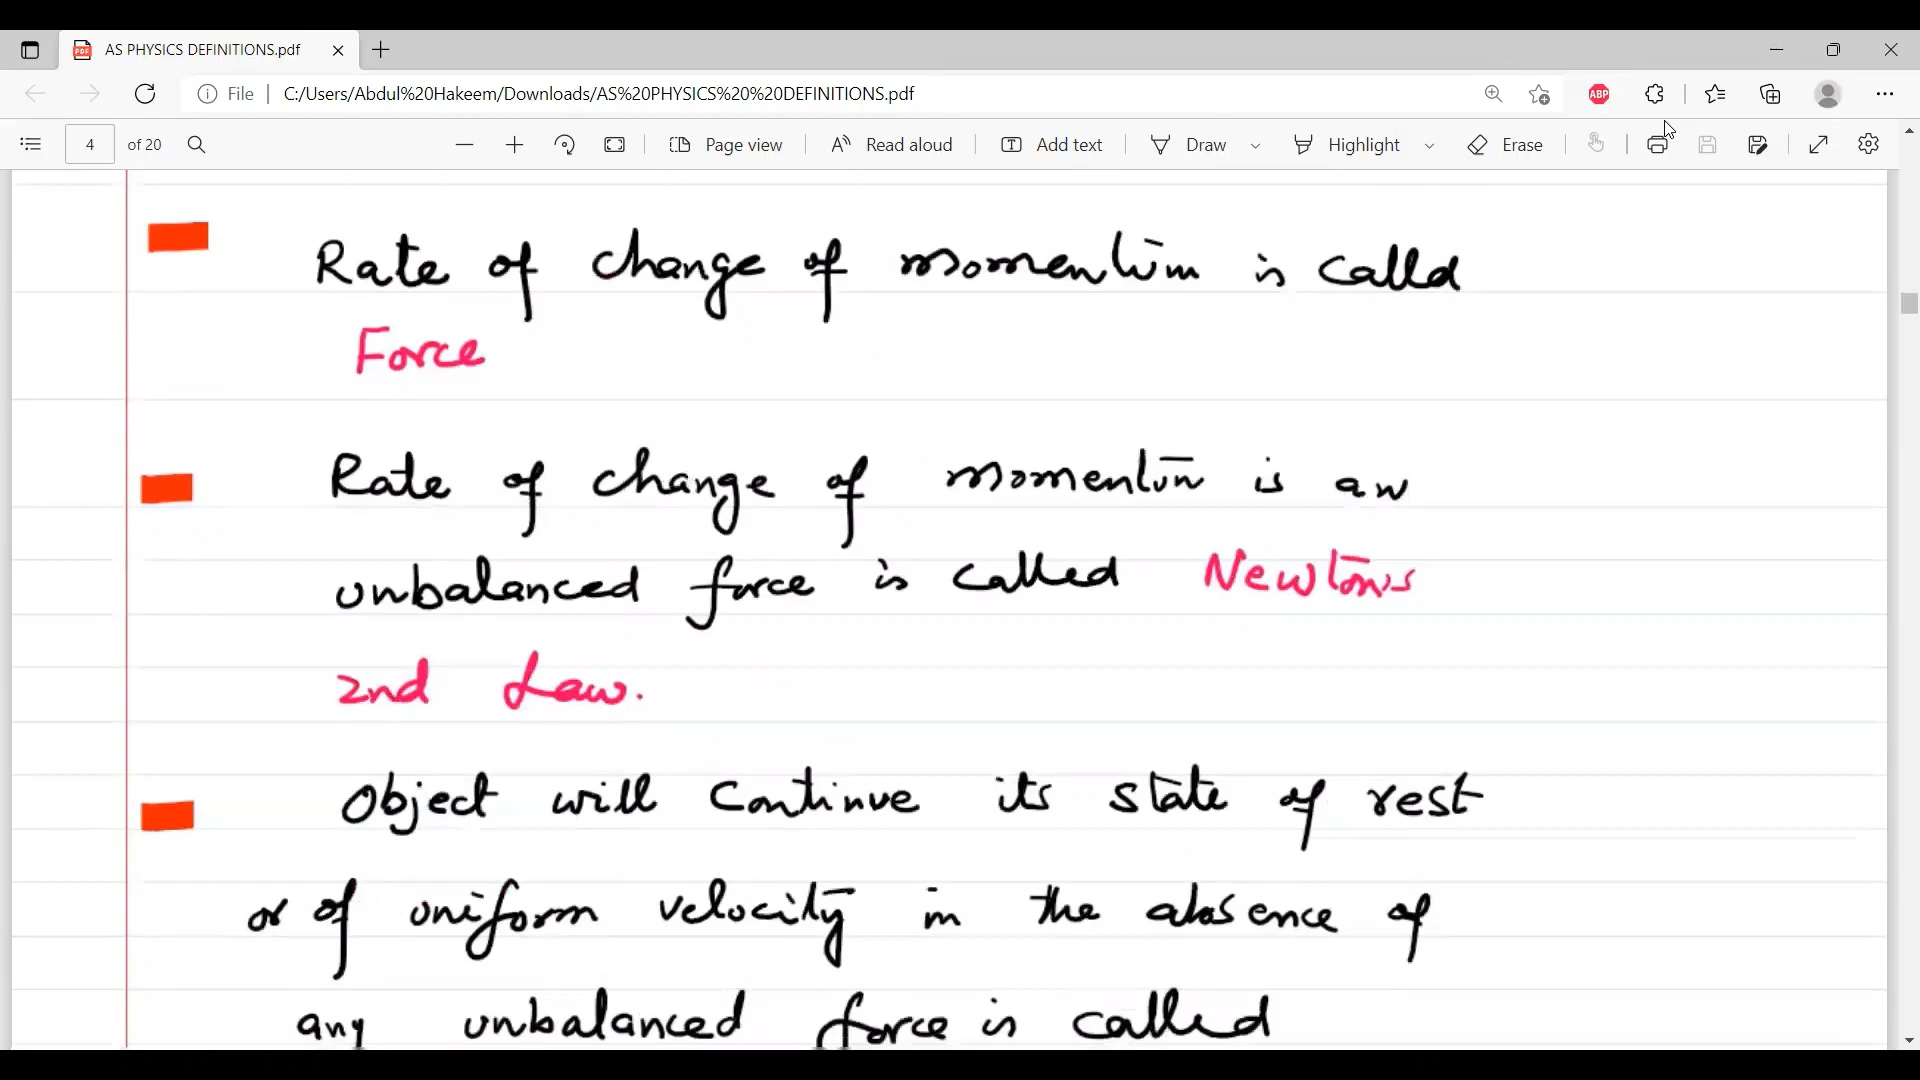 AS PHYSICS DEFINITIONS.pdf
File C:/Users/Abdul%20Hakeem/Downloads/AS%20PHYSICS%20%20DEFINITIONS.pdf
ABP
4 of 20 Page view Read aloud Add text Draw Highlight Erase
Rate of change of momentum is called
Force
Rate of change of momentum is an
unbalanced force is called Newton's
2nd Law.
Object will continue its state of rest
or of uniform velocity in the absence of
any unbalanced force is called